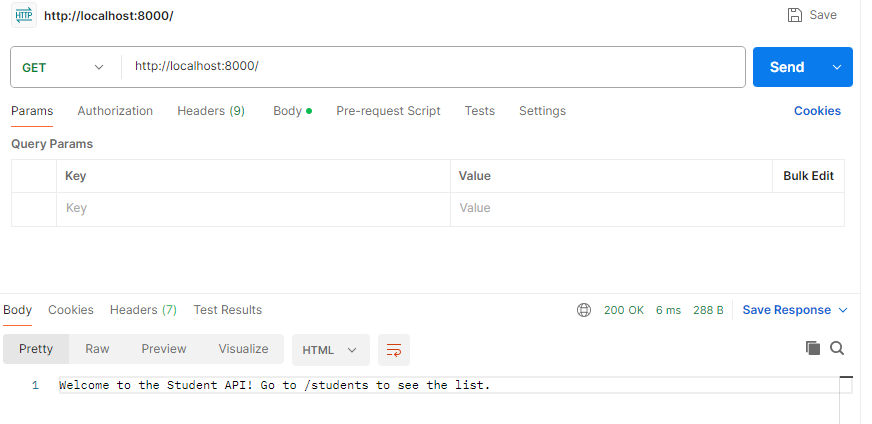 HTTP http://localhost:8000/ Save
GET http://localhost:8000/ Send
Params Authorization Headers (9) Body Pre-request Script Tests Settings Cookies
Query Params
Key Value Bulk Edit
Key Value
Body Cookies Headers (7) Test Results 200 OK 6 ms 288 B Save Response
Pretty Raw Preview Visualize HTML
1 Welcome to the Student API! Go to /students to see the list.